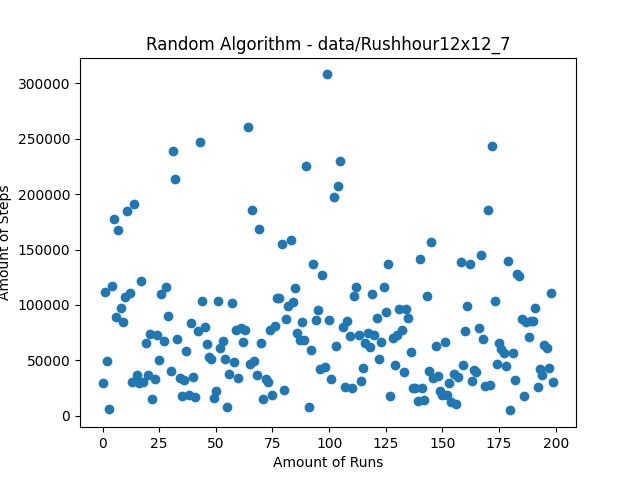 Random Algorithm - data/Rushhour12x12_7
300000
250000
200000
150000
100000
50000
0
Amount of Steps
0 25 50 75 100 125 150 175 200
Amount of Runs